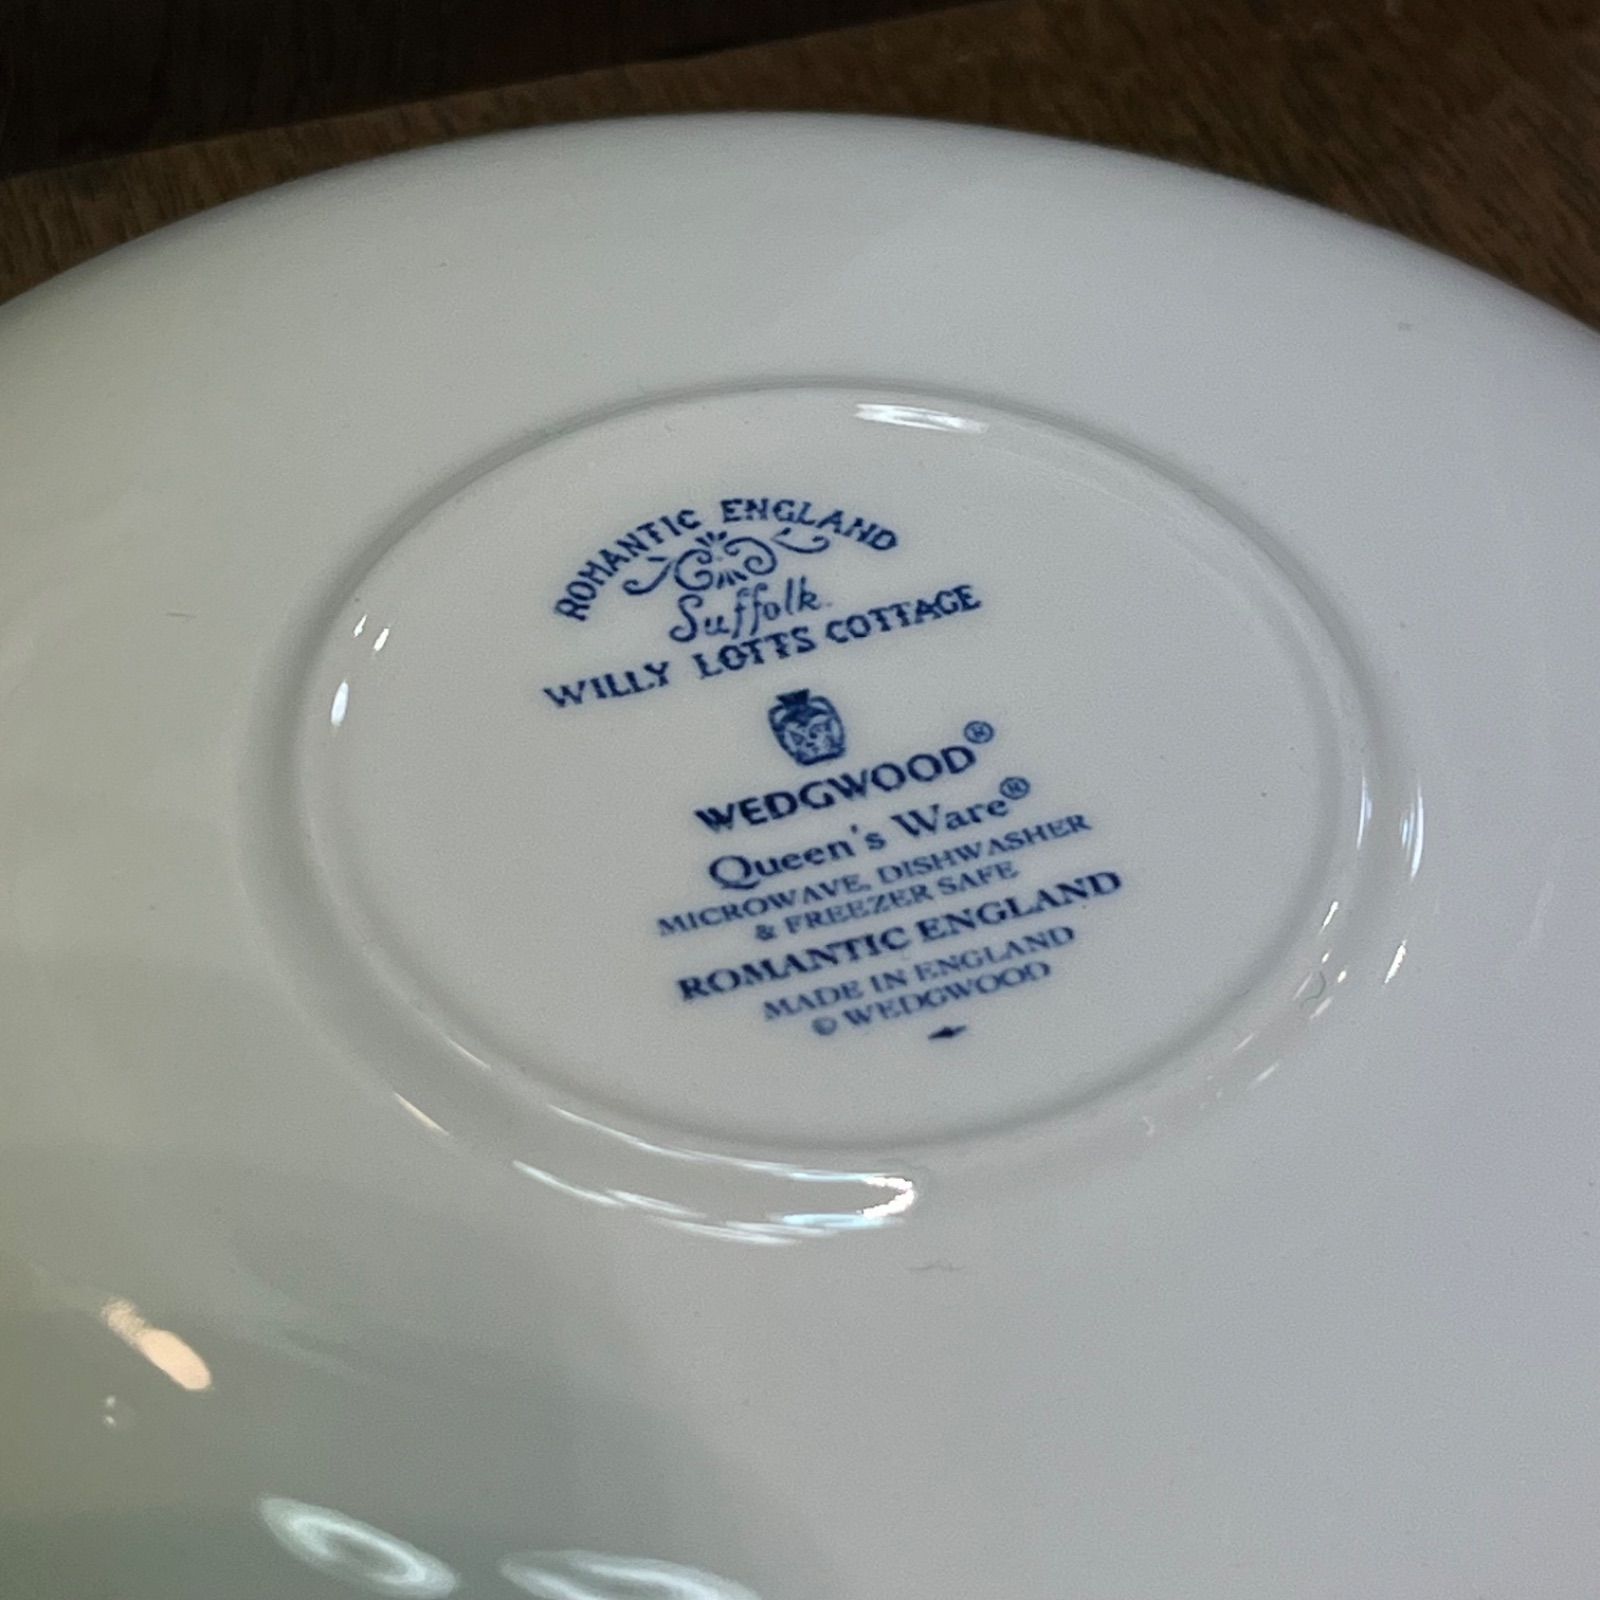 ROMANTIC ENGLAND
Suffolk
WILLY LOTTS COTTAGE
WEDGWOOD®
Queen's Ware®
MICROWAVE, DISHWASHER
& FREEZER SAFE
ROMANTIC ENGLAND
MADE IN ENGLAND
© WEDGWOOD